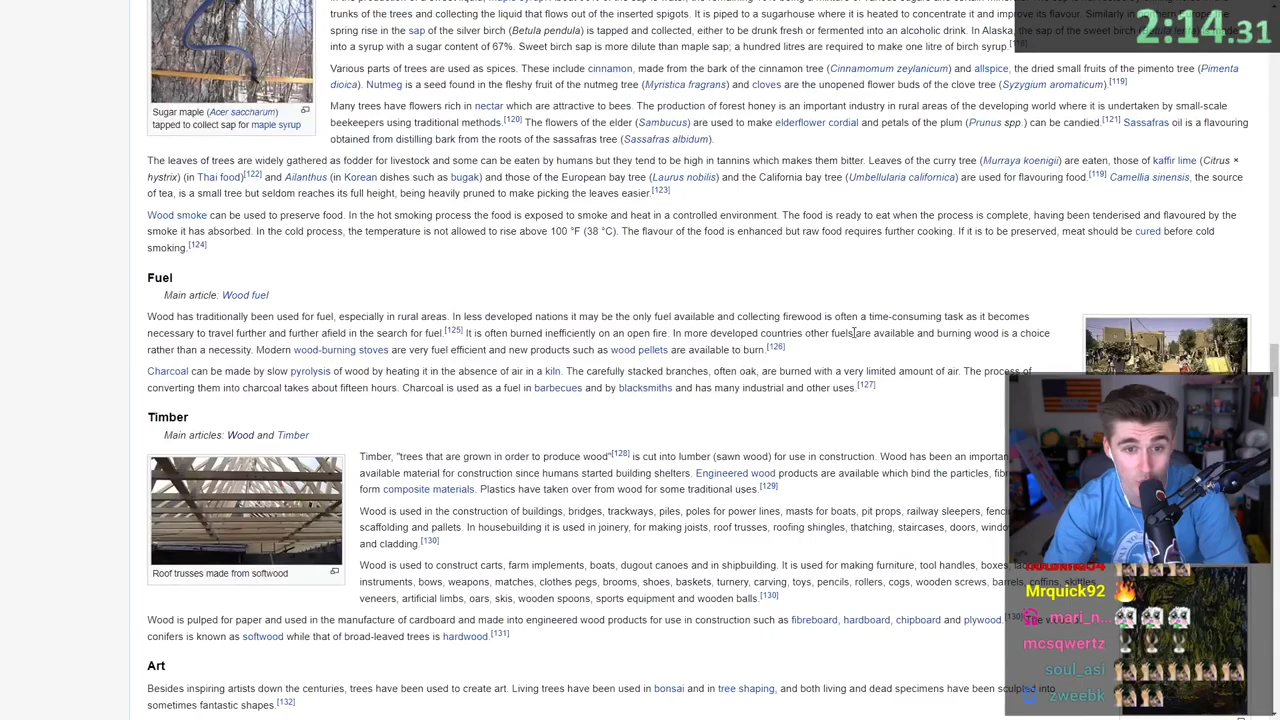 2:14.31
trunks of the trees and collecting the liquid that flows out of the inserted spigots. It is piped to a sugarhouse where it is heated to concentrate it and improve its flavour. Similarly in northern Europe the
spring rise in the sap of the silver birch (Betula pendula) is tapped and collected, either to be drunk fresh or fermented into an alcoholic drink. In Alaska, the sap of the sweet birch (Betula lenta) is
into a syrup with a sugar content of 67%. Sweet birch sap is more dilute than maple sap; a hundred litres are required to make one litre of birch syrup.[118]
Various parts of trees are used as spices. These include cinnamon, made from the bark of the cinnamon tree (Cinnamomum zeylanicum) and allspice, the dried small fruits of the pimento tree (Pimenta
dioica). Nutmeg is a seed found in the fleshy fruit of the nutmeg tree (Myristica fragrans) and cloves are the unopened flower buds of the clove tree (Syzygium aromaticum).[119]
Sugar maple (Acer saccharum)
tapped to collect sap for maple syrup
Many trees have flowers rich in nectar which are attractive to bees. The production of forest honey is an important industry in rural areas of the developing world where it is undertaken by small-scale
beekeepers using traditional methods.[120] The flowers of the elder (Sambucus) are used to make elderflower cordial and petals of the plum (Prunus spp.) can be candied.[121] Sassafras oil is a flavouring
obtained from distilling bark from the roots of the sassafras tree (Sassafras albidum).
The leaves of trees are widely gathered as fodder for livestock and some can be eaten by humans but they tend to be high in tannins which makes them bitter. Leaves of the curry tree (Murraya koenigii) are eaten, those of kaffir lime (Citrus ×
hystrix) (in Thai food)[122] and Ailanthus (in Korean dishes such as bugak) and those of the European bay tree (Laurus nobilis) and the California bay tree (Umbellularia californica) are used for flavouring food.[119] Camellia sinensis, the source
of tea, is a small tree but seldom reaches its full height, being heavily pruned to make picking the leaves easier.[123]
Wood smoke can be used to preserve food. In the hot smoking process the food is exposed to smoke and heat in a controlled environment. The food is ready to eat when the process is complete, having been tenderised and flavoured by the
smoke it has absorbed. In the cold process, the temperature is not allowed to rise above 100 °F (38 °C). The flavour of the food is enhanced but raw food requires further cooking. If it is to be preserved, meat should be cured before cold
smoking.[124]
Fuel
Main article: Wood fuel
Wood has traditionally been used for fuel, especially in rural areas. In less developed nations it may be the only fuel available and collecting firewood is often a time-consuming task as it becomes
necessary to travel further and further afield in the search for fuel.[125] It is often burned inefficiently on an open fire. In more developed countries other fuels are available and burning wood is a choice
rather than a necessity. Modern wood-burning stoves are very fuel efficient and new products such as wood pellets are available to burn.[126]
Charcoal can be made by slow pyrolysis of wood by heating it in the absence of air in a kiln. The carefully stacked branches, often oak, are burned with a very limited amount of air. The process of
converting them into charcoal takes about fifteen hours. Charcoal is used as a fuel in barbecues and by blacksmiths and has many industrial and other uses.[127]
Timber
Main articles: Wood and Timber
Timber, "trees that are grown in order to produce wood"[128] is cut into lumber (sawn wood) for use in construction. Wood has been an important
available material for construction since humans started building shelters. Engineered wood products are available which bind the particles,
form composite materials. Plastics have taken over from wood for some traditional uses.[129]
Wood is used in the construction of buildings, bridges, trackways, piles, poles for power lines, masts for boats, pit props, railway sleepers,
scaffolding and pallets. In housebuilding it is used in joinery, for making joists, roof trusses, roofing shingles, thatching, staircases, doors,
and cladding.[130]
Roof trusses made from softwood
Wood is used to construct carts, farm implements, boats, dugout canoes and in shipbuilding. It is used for making furniture, tool handles, boxes,
instruments, bows, weapons, matches, clothes pegs, brooms, shoes, baskets, turnery, carving, toys, pencils, rollers, cogs, wooden screws, barrels, coffins, skittles,
veneers, artificial limbs, oars, skis, wooden spoons, sports equipment and wooden balls.[130]
Wood is pulped for paper and used in the manufacture of cardboard and made into engineered wood products for use in construction such as fibreboard, hardboard, chipboard and plywood.[130] The
conifers is known as softwood while that of broad-leaved trees is hardwood.[131]
Art
Besides inspiring artists down the centuries, trees have been used to create art. Living trees have been used in bonsai and in tree shaping, and both living and dead specimens have been sculpted into
sometimes fantastic shapes.[132]
Mrquick92
mari_n...
mcsqwertz
soul_asi
zweebk